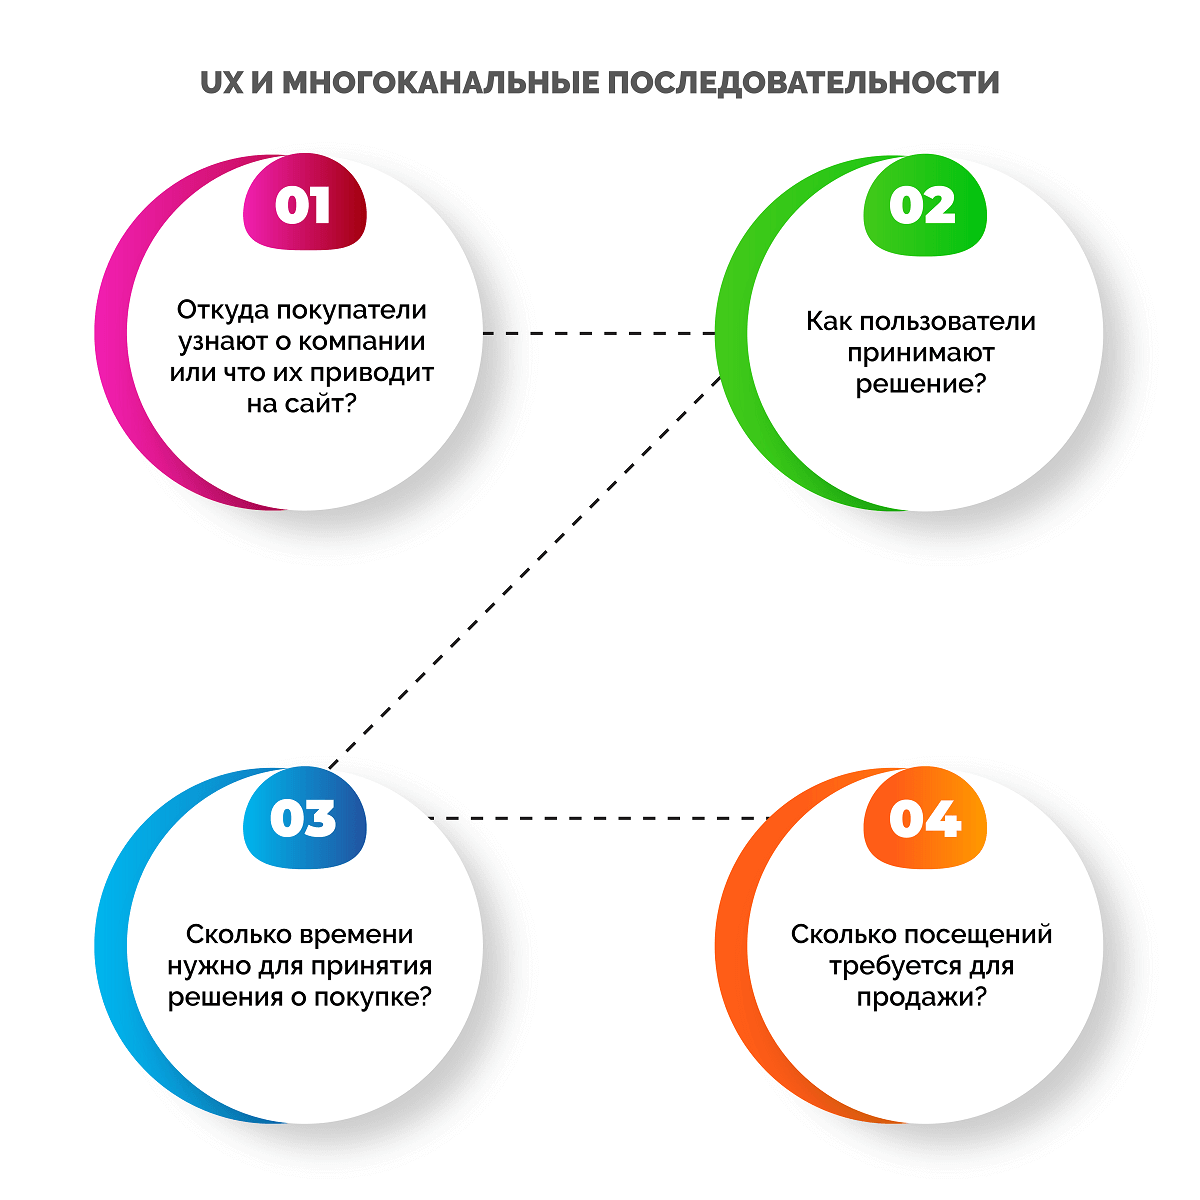 UX И МНОГОКАНАЛЬНЫЕ ПОСЛЕДОВАТЕЛЬНОСТИ
01
Откуда покупатели
узнают о компании
или что их приводит
на сайт?
02
Как пользователи
принимают
решение?
03
Сколько времени
нужно для принятия
решения о покупке?
04
Сколько посещений
требуется для
продажи?